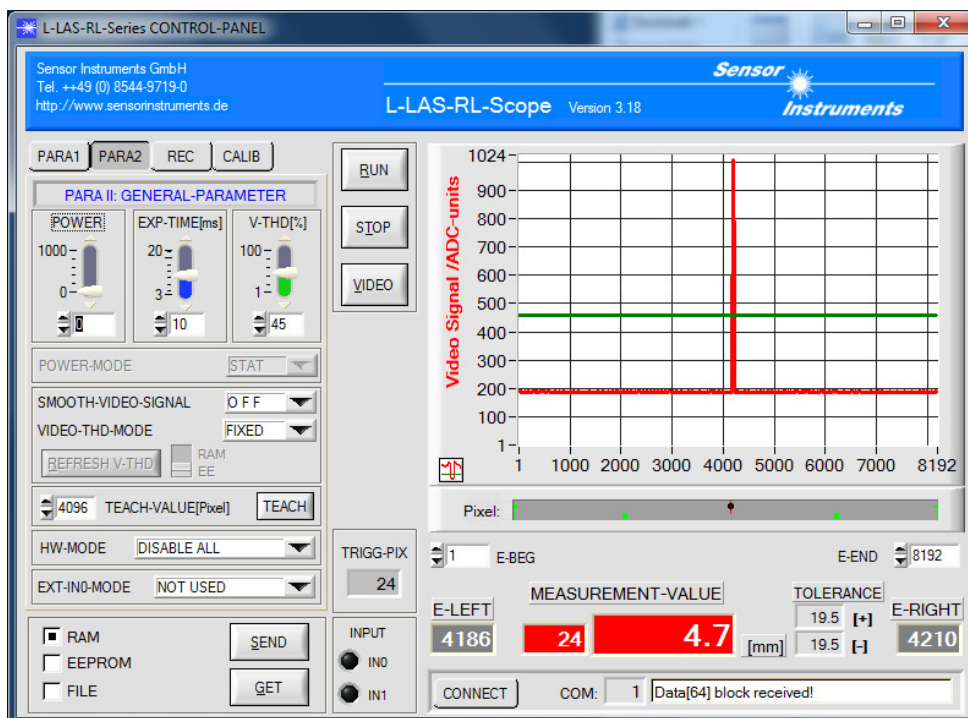 L-LAS-RL-Series CONTROL-PANEL
Sensor Instruments GmbH
Tel. ++49 (0) 8544-9719-0
http://www.sensorinstruments.de
L-LAS-RL-Scope Version 3.18
Sensor
Instruments
PARA1 PARA2 REC CALIB
PARA II: GENERAL-PARAMETER
POWER EXP-TIME[ms] V-THD[%]
1000 20 100
0 3 1
0 10 45
POWER-MODE STAT
SMOOTH-VIDEO-SIGNAL O F F
VIDEO-THD-MODE FIXED
REFRESH V-THD RAM
EE
4096 TEACH-VALUE[Pixel] TEACH
HW-MODE DISABLE ALL
EXT-IN0-MODE NOT USED
RAM
EEPROM
FILE
SEND
GET
RUN
STOP
VIDEO
TRIGG-PIX
24
INPUT
IN0
IN1
Video Signal /ADC-units
1024
900
800
700
600
500
400
300
200
100
1
1 1000 2000 3000 4000 5000 6000 7000 8192
Pixel:
1 E-BEG E-END 8192
E-LEFT
4186
MEASUREMENT-VALUE
24 4.7 [mm]
TOLERANCE
19.5 [+]
19.5 [-]
E-RIGHT
4210
CONNECT COM: 1 Data[64] block received!